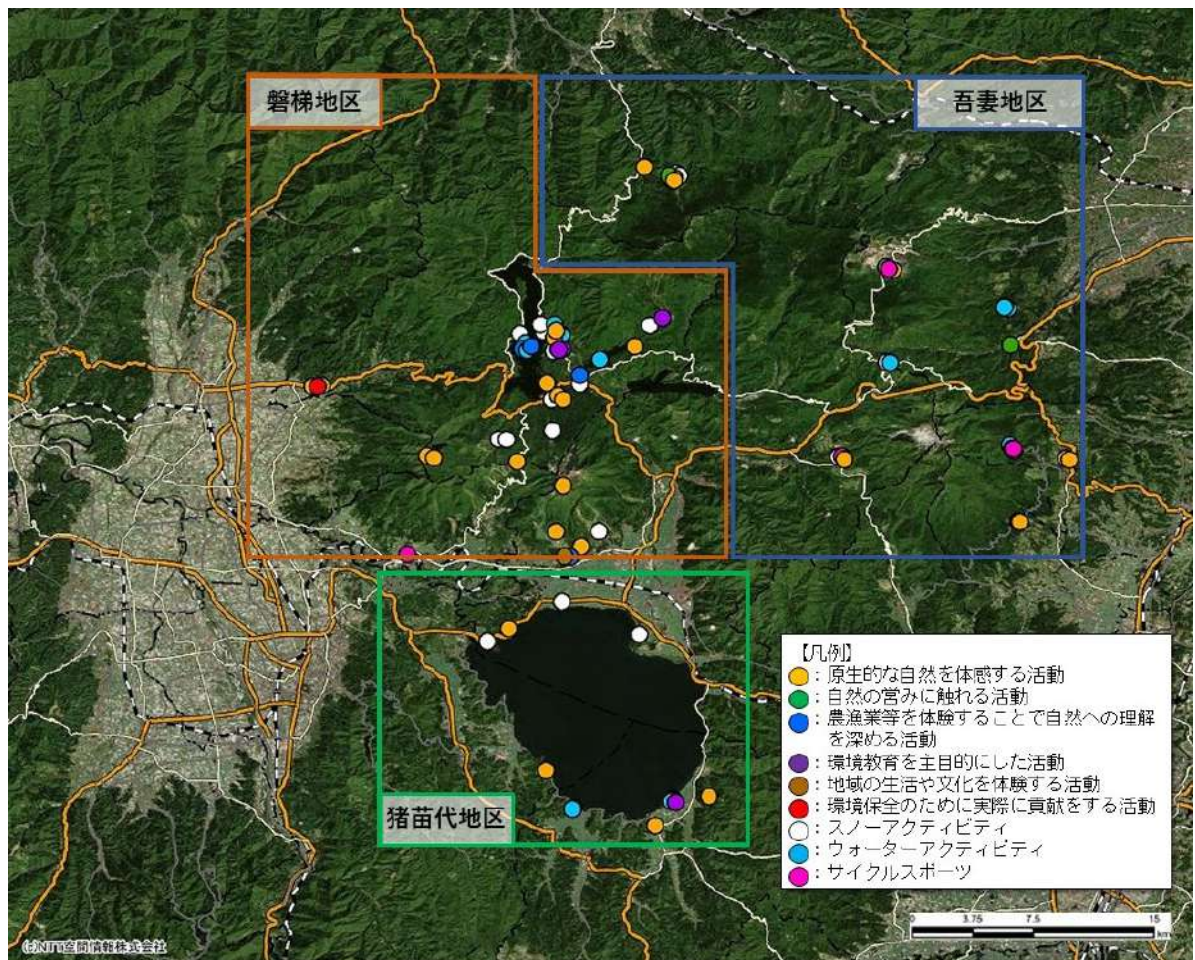 磐梯地区
吾妻地区
猪苗代地区
【凡例】
：原生的な自然を体感する活動
：自然の営みに触れる活動
：農漁業等を体験することで自然への理解
を深める活動
：環境教育を主目的にした活動
：地域の生活や文化を体験する活動
：環境保全のために実際に貢献をする活動
：スノーアクティビティ
：ウォーターアクティビティ
：サイクルスポーツ
0 3.75 7.5 15
km
(c)NTT空間情報株式会社